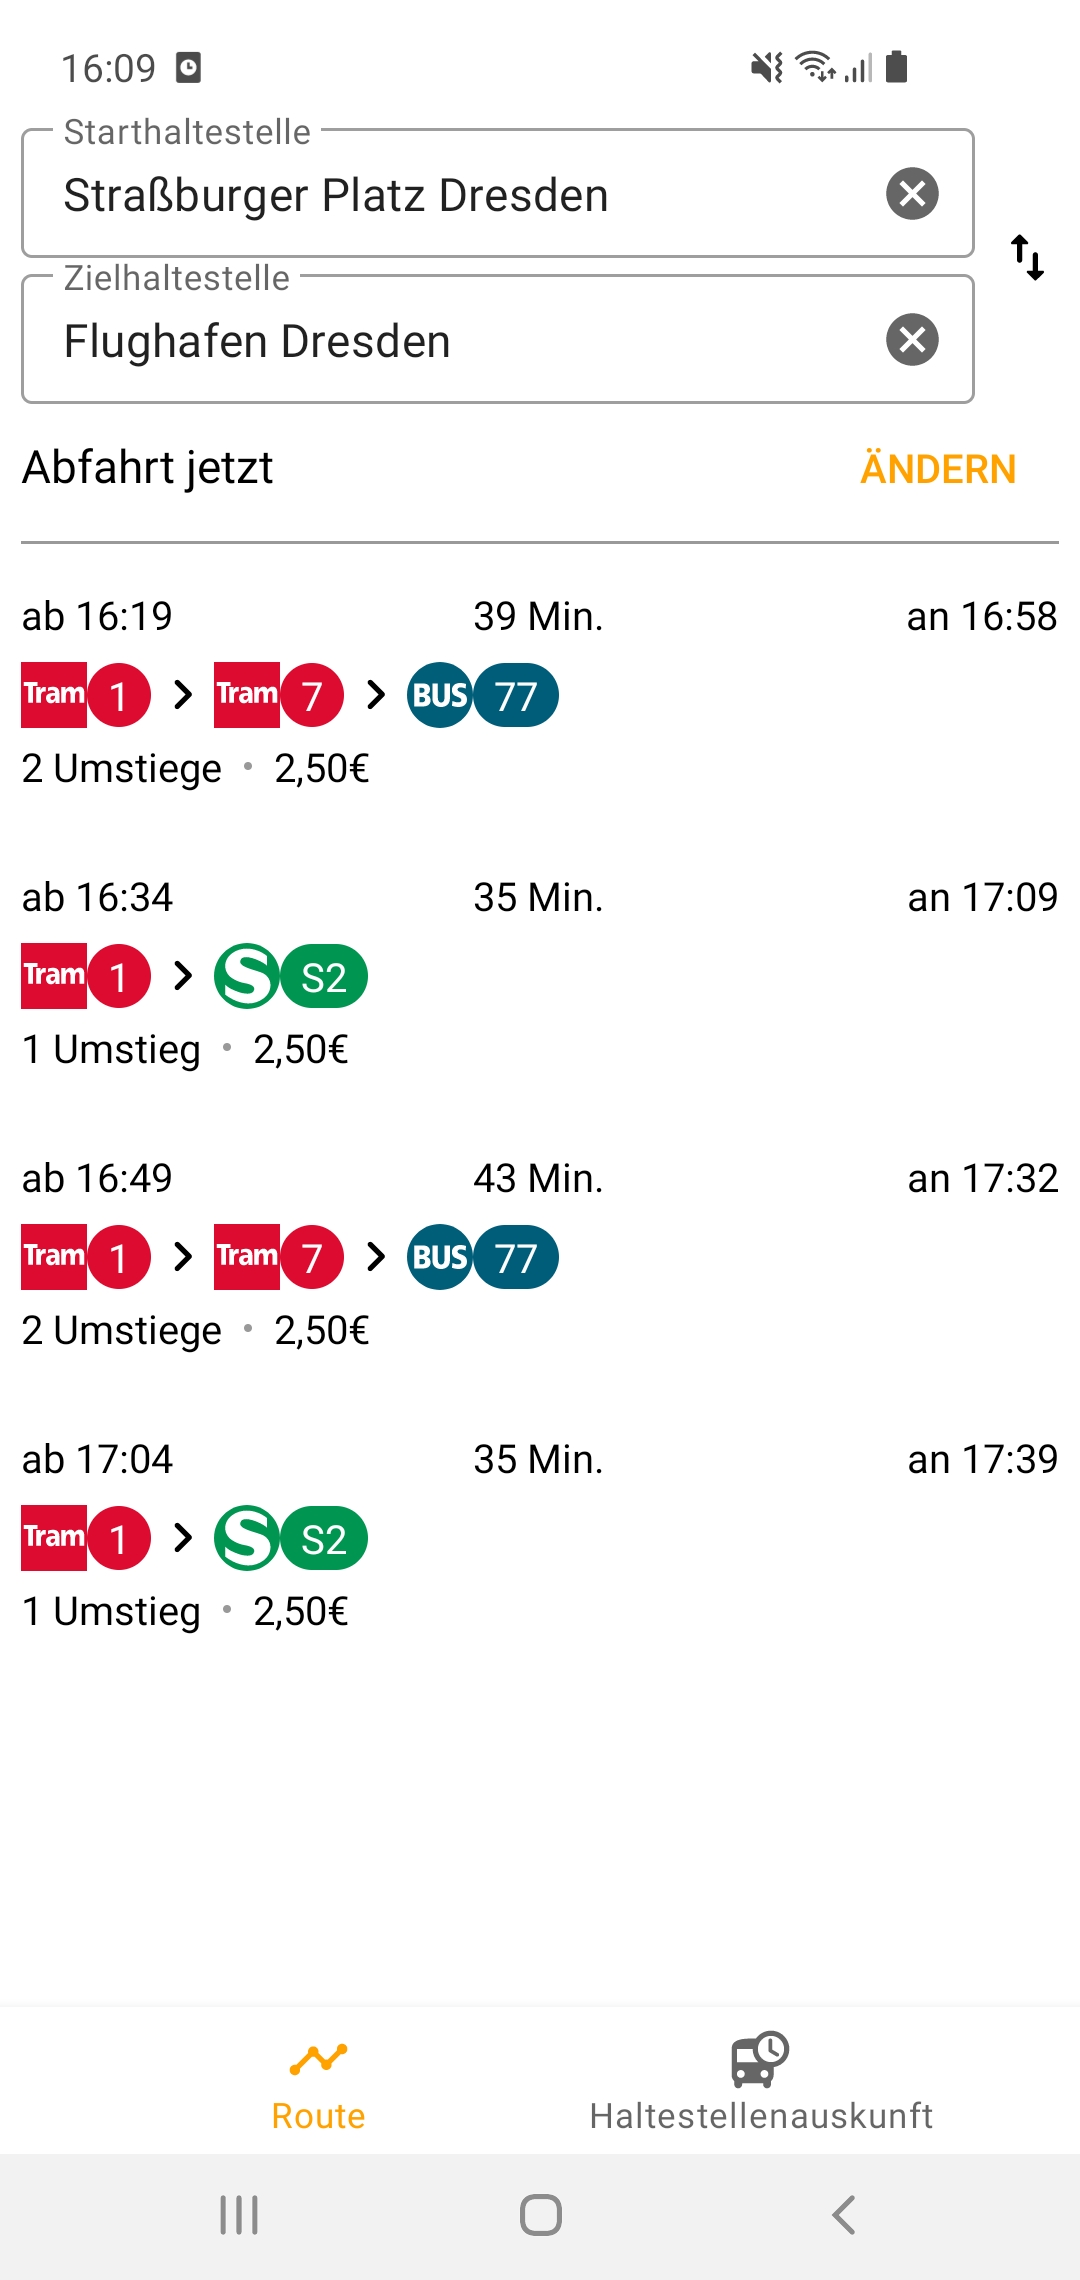 16:09
Starthaltestelle
Straßburger Platz Dresden
Zielhaltestelle
Flughafen Dresden
Abfahrt jetzt ÄNDERN
ab 16:19 39 Min. an 16:58
Tram 1 > Tram 7 > BUS 77
2 Umstiege • 2,50€
ab 16:34 35 Min. an 17:09
Tram 1 > S S2
1 Umstieg • 2,50€
ab 16:49 43 Min. an 17:32
Tram 1 > Tram 7 > BUS 77
2 Umstiege • 2,50€
ab 17:04 35 Min. an 17:39
Tram 1 > S S2
1 Umstieg • 2,50€
Route Haltestellenauskunft